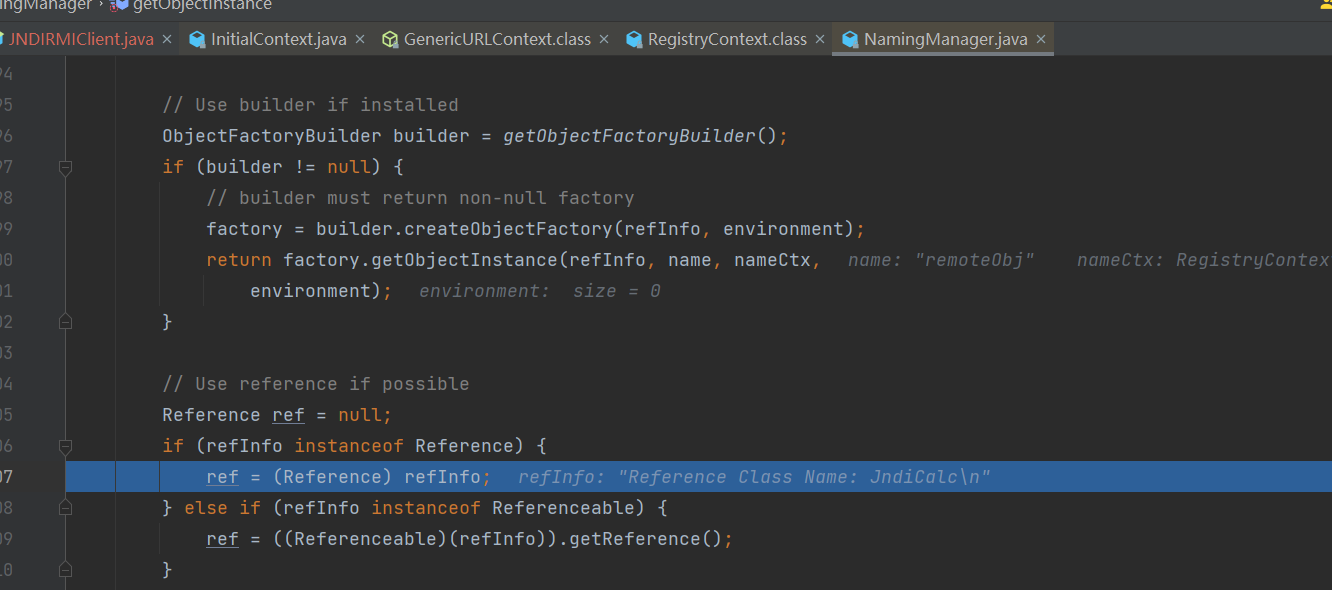 ngManager › getObjectInstance
JNDIRMIClient.java × InitialContext.java × GenericURLContext.class × RegistryContext.class × NamingManager.java ×
94
95 // Use builder if installed
96 ObjectFactoryBuilder builder = getObjectFactoryBuilder();
97 if (builder != null) {
98 // builder must return non-null factory
99 factory = builder.createObjectFactory(refInfo, environment);
00 return factory.getObjectInstance(refInfo, name, nameCtx, name: "remoteObj" nameCtx: RegistryContex
01 environment); environment: size = 0
02 }
03
04 // Use reference if possible
05 Reference ref = null;
06 if (refInfo instanceof Reference) {
07 ref = (Reference) refInfo; refInfo: "Reference Class Name: JndiCalc\n"
08 } else if (refInfo instanceof Referenceable) {
09 ref = ((Referenceable)(refInfo)).getReference();
10 }